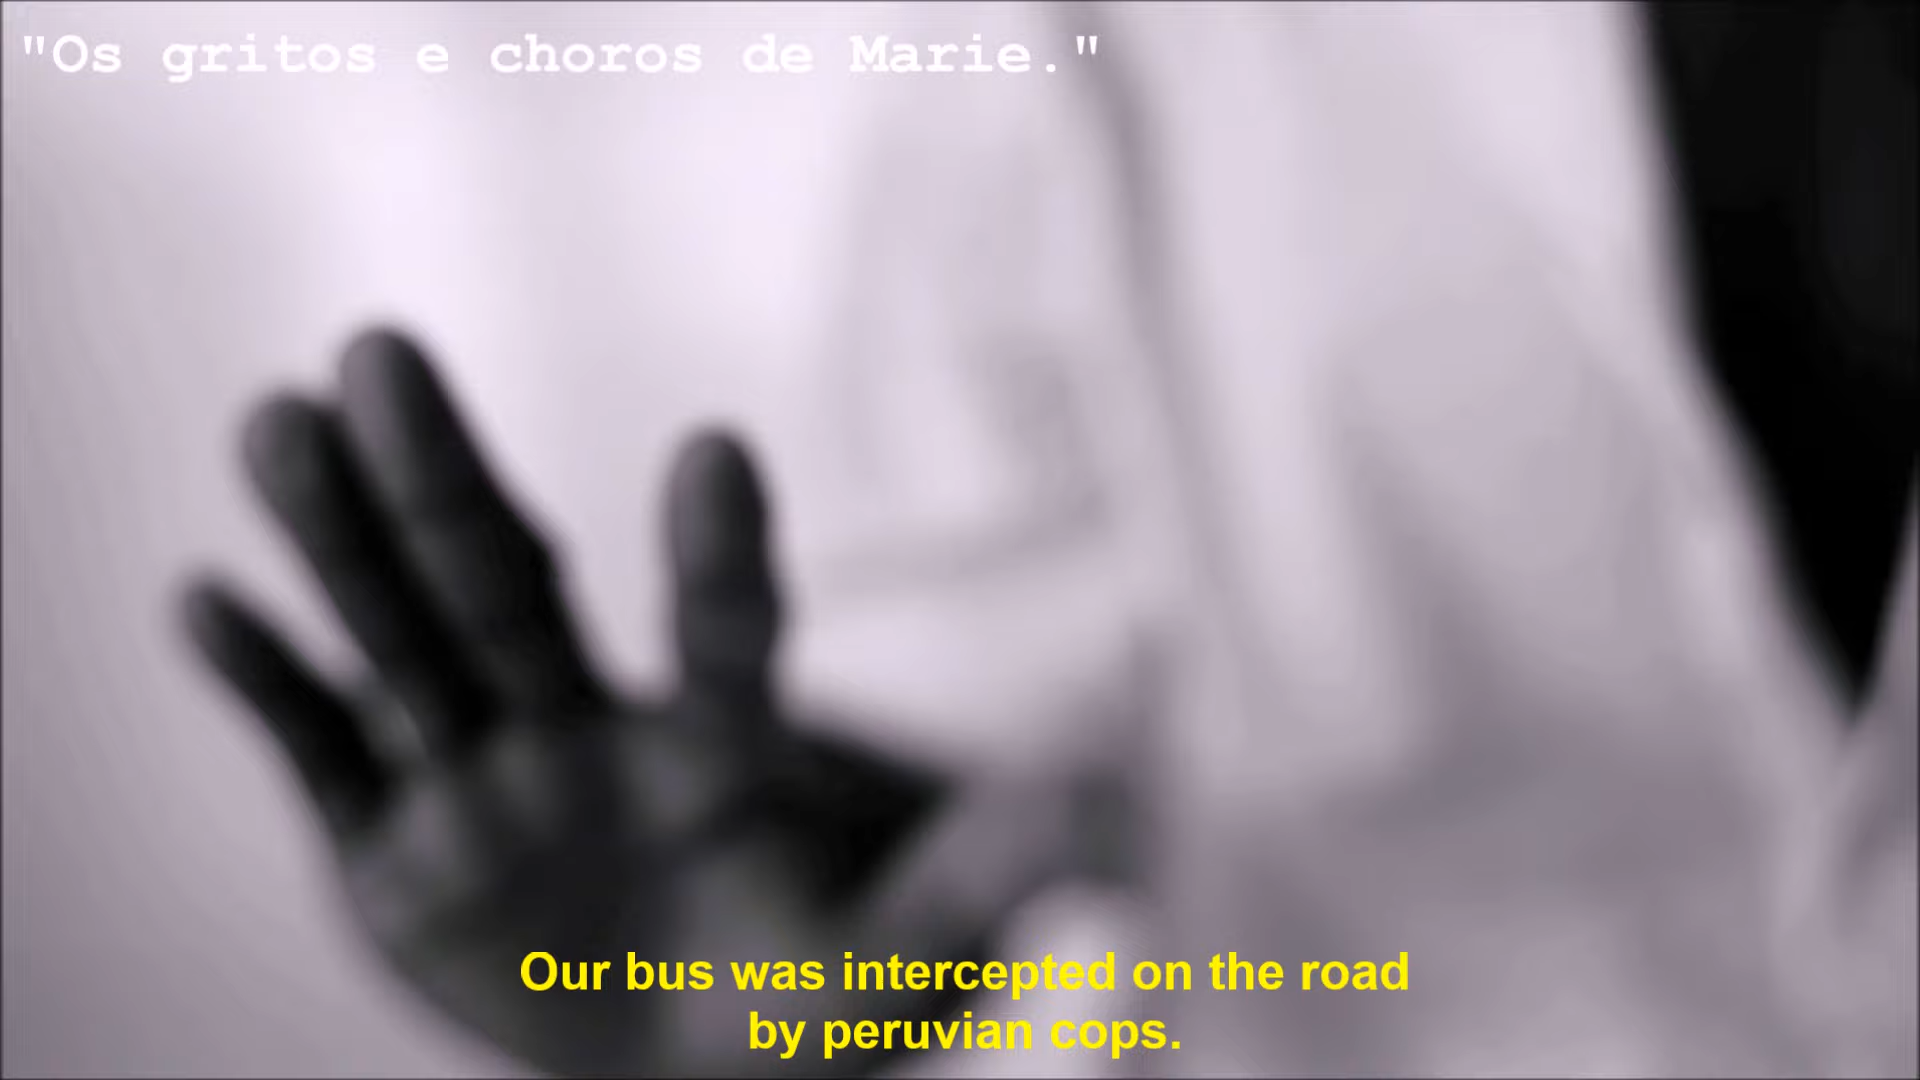 "Os gritos e choros de Marie."
Our bus was intercepted on the road
by peruvian cops.